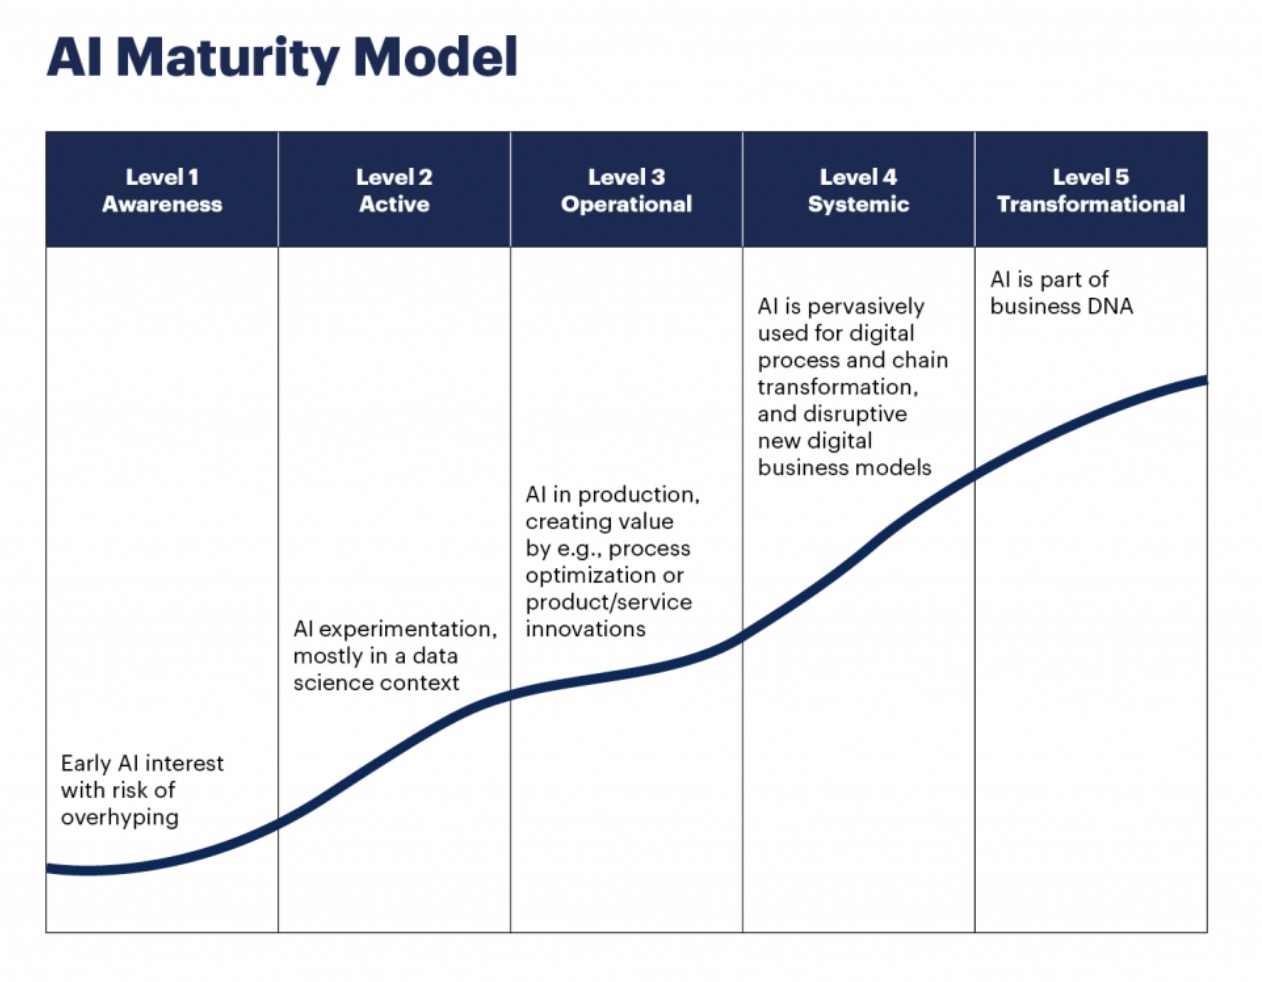 AI Maturity Model
Level 1
Awareness
Level 2
Active
Level 3
Operational
Level 4
Systemic
Level 5
Transformational
Early AI interest
with risk of
overhyping
AI experimentation,
mostly in a data
science context
AI in production,
creating value
by e.g., process
optimization or
product/service
innovations
AI is pervasively
used for digital
process and chain
transformation,
and disruptive
new digital
business models
AI is part of
business DNA